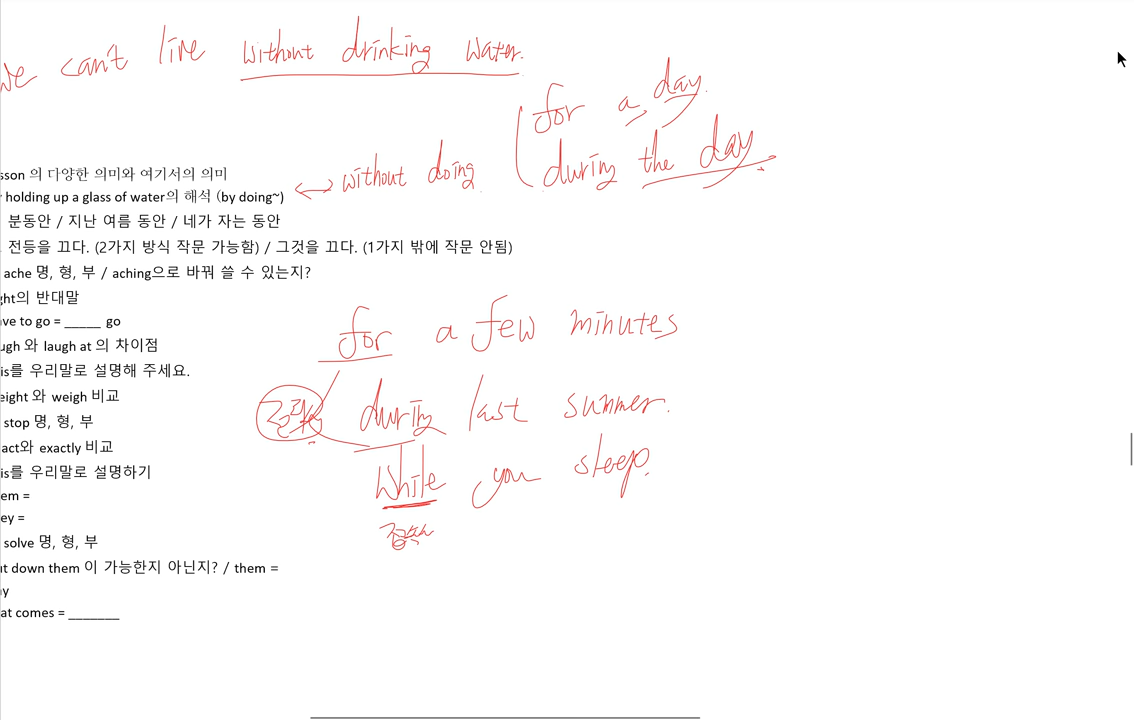 we can't live without drinking water.
for a day.
during the day.
sson 의 다양한 의미와 여기서의 의미
holding up a glass of water의 해석 (by doing~)
↔ without doing.
분동안 / 지난 여름 동안 / 네가 자는 동안
전등을 끄다. (2가지 방식 작문 가능함) / 그것을 끄다. (1가지 밖에 작문 안됨)
ache 명, 형, 부 / aching으로 바꿔 쓸 수 있는지?
ght의 반대말
ave to go = _____ go
ugh 와 laugh at 의 차이점
is를 우리말로 설명해 주세요.
eight 와 weigh 비교
stop 명, 형, 부
act와 exactly 비교
is를 우리말로 설명하기
em =
ey =
solve 명, 형, 부
ut down them 이 가능한지 아닌지? / them =
y
at comes = _______
for a few minutes
during last summer.
while you sleep.